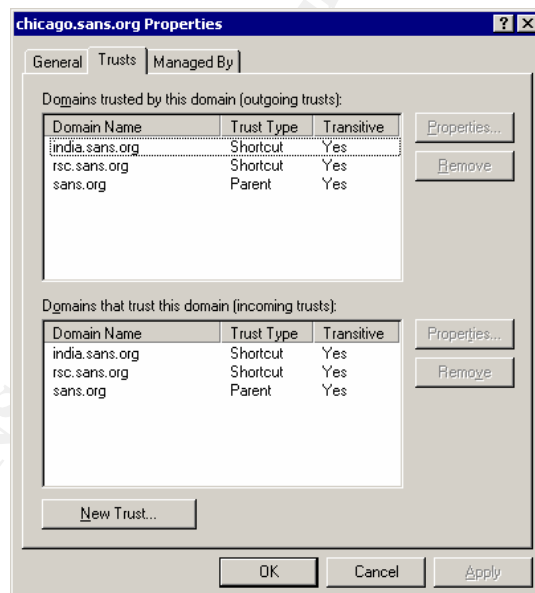 chicago.sans.org Properties
General Trusts Managed By
Domains trusted by this domain (outgoing trusts):
Domain Name Trust Type Transitive Properties...
india.sans.org Shortcut Yes
rsc.sans.org Shortcut Yes Remove
sans.org Parent Yes
Domains that trust this domain (incoming trusts):
Domain Name Trust Type Transitive Properties...
india.sans.org Shortcut Yes
rsc.sans.org Shortcut Yes Remove
sans.org Parent Yes
New Trust...
OK Cancel Apply